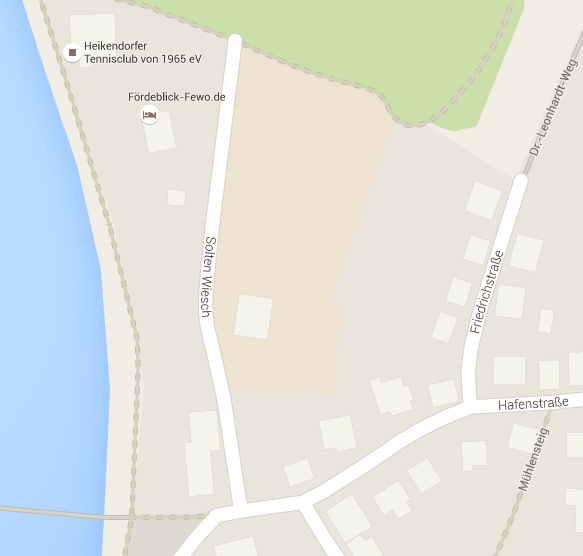 Heikendorfer
Tennisclub von 1965 eV
Fördeblick-Fewo.de
Dr.-Leonhardt-Weg
Solten Wiesch
Friedrichstraße
Hafenstraße
Mühlensteig